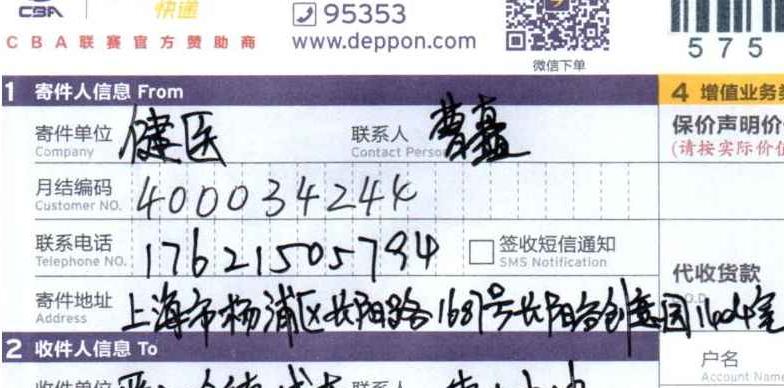 CBA 快递 95353
CBA联赛官方赞助商 www.deppon.com
微信下单 575
1 寄件人信息 From 4 增值业务
寄件单位 健医 联系人 曹
Company Contact Person
保价声明价
(请按实际价值
月结编码 400034244
Customer NO.
联系电话 17621505794 签收短信通知
Telephone NO. SMS Notification
代收货款
寄件地址 上海市杨浦区长阳路1687号长阳谷创意园1404室
Address
2 收件人信息 To 户名
收件单位 联系人 Account Name